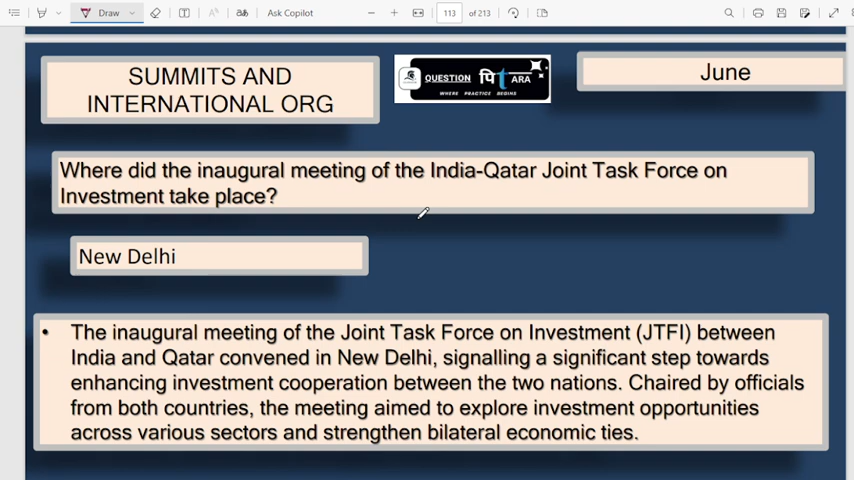 Draw
Ask Copilot
113 of 213
SUMMITS AND
INTERNATIONAL ORG
QUESTION पिtARA
WHERE PRACTICE BEGINS
June
Where did the inaugural meeting of the India-Qatar Joint Task Force on
Investment take place?
New Delhi
• The inaugural meeting of the Joint Task Force on Investment (JTFI) between
India and Qatar convened in New Delhi, signalling a significant step towards
enhancing investment cooperation between the two nations. Chaired by officials
from both countries, the meeting aimed to explore investment opportunities
across various sectors and strengthen bilateral economic ties.